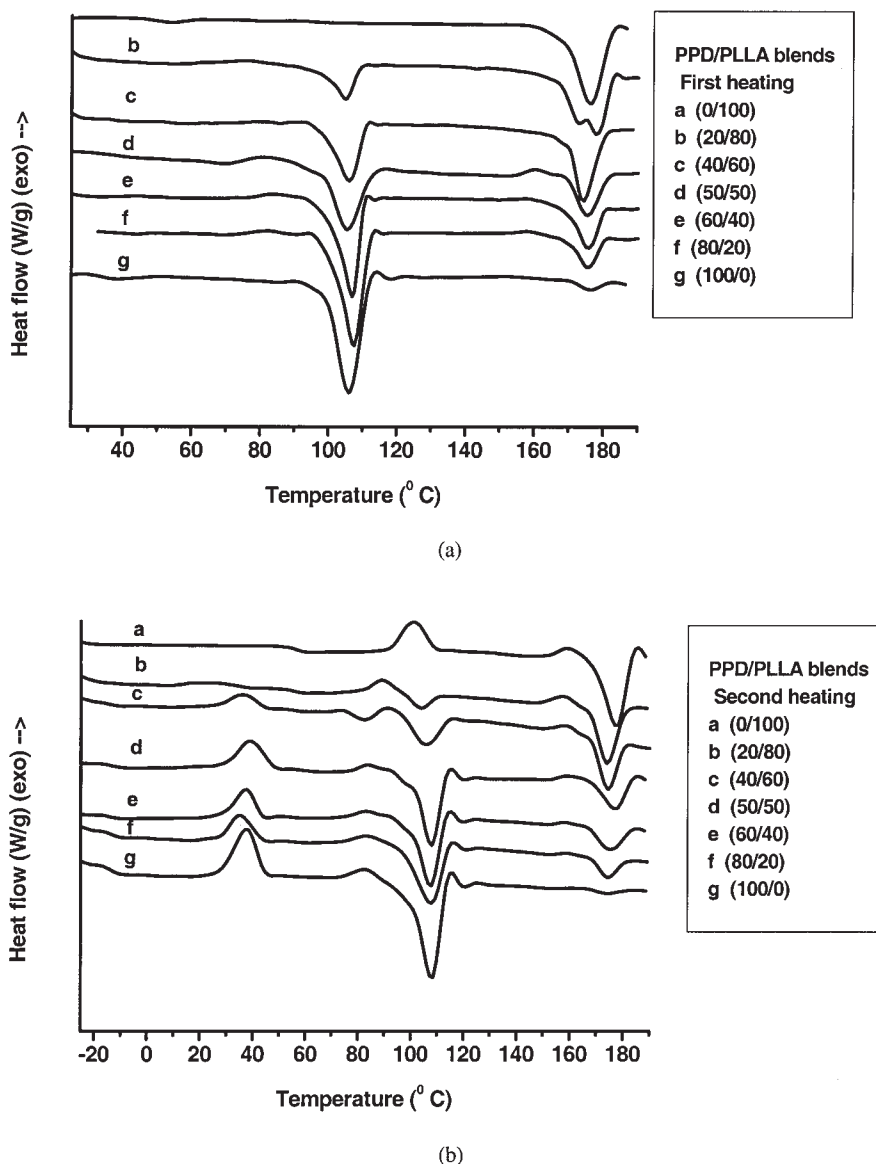 b
c
d
e
f
g
Heat flow (W/g) (exo) -->
40 60 80 100 120 140 160 180
Temperature (⁰ C)
PPD/PLLA blends
First heating
a (0/100)
b (20/80)
c (40/60)
d (50/50)
e (60/40)
f (80/20)
g (100/0)
(a)
a
b
c
d
e
f
g
Heat flow (W/g) (exo) -->
-20 0 20 40 60 80 100 120 140 160 180
Temperature (⁰ C)
PPD/PLLA blends
Second heating
a (0/100)
b (20/80)
c (40/60)
d (50/50)
e (60/40)
f (80/20)
g (100/0)
(b)